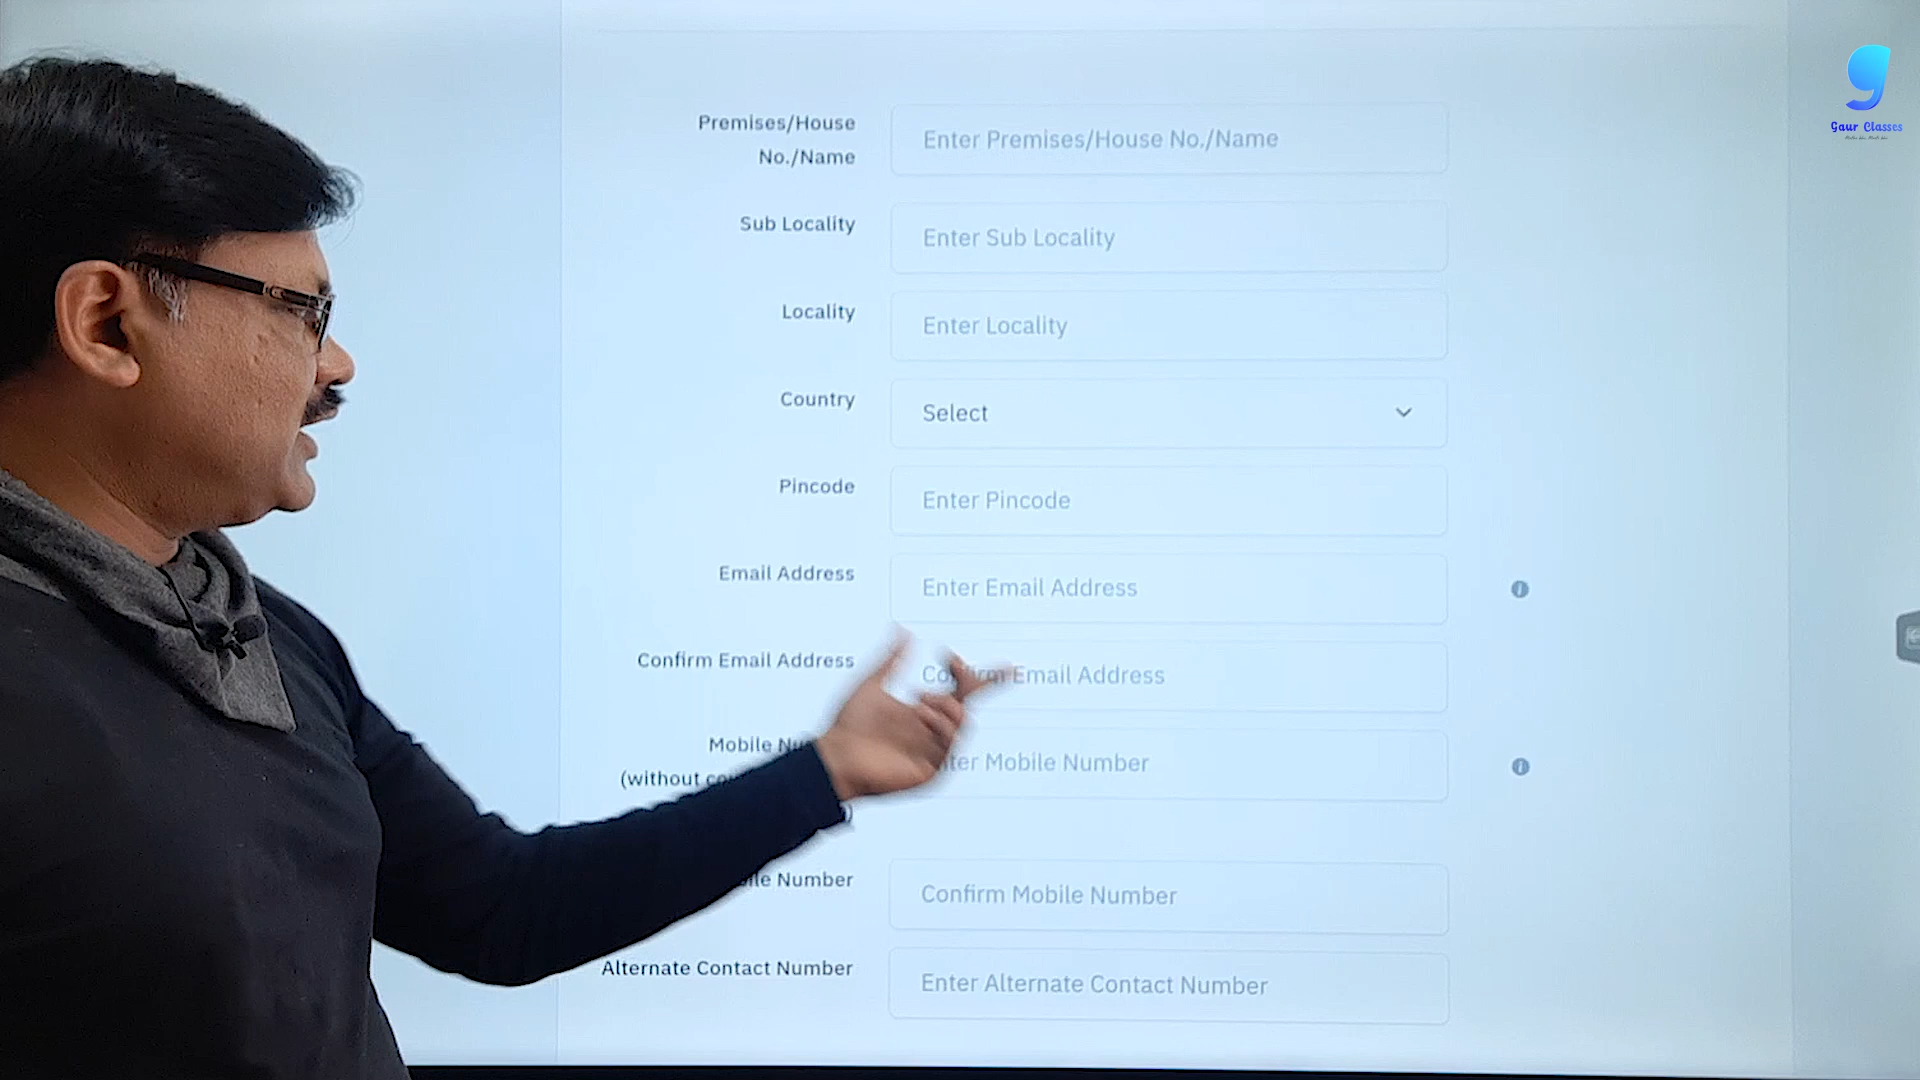 Gaur Classes
Premises/House
No./Name
Enter Premises/House No./Name
Sub Locality
Enter Sub Locality
Locality
Enter Locality
Country
Select
Pincode
Enter Pincode
Email Address
Enter Email Address
Confirm Email Address
Email Address
Mobile
(without
Mobile Number
Number
Confirm Mobile Number
Alternate Contact Number
Enter Alternate Contact Number